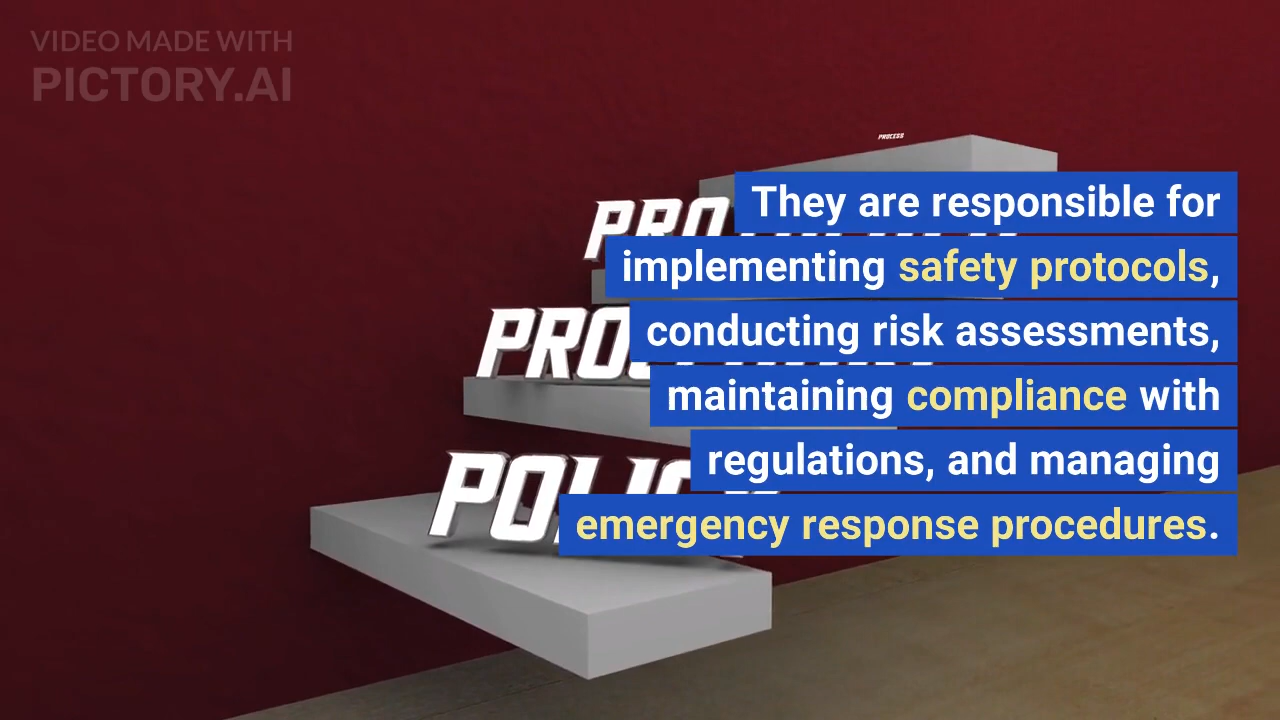 VIDEO MADE WITH
PICTORY.AI
PROCESS
They are responsible for
implementing safety protocols,
conducting risk assessments,
maintaining compliance with
regulations, and managing
emergency response procedures.